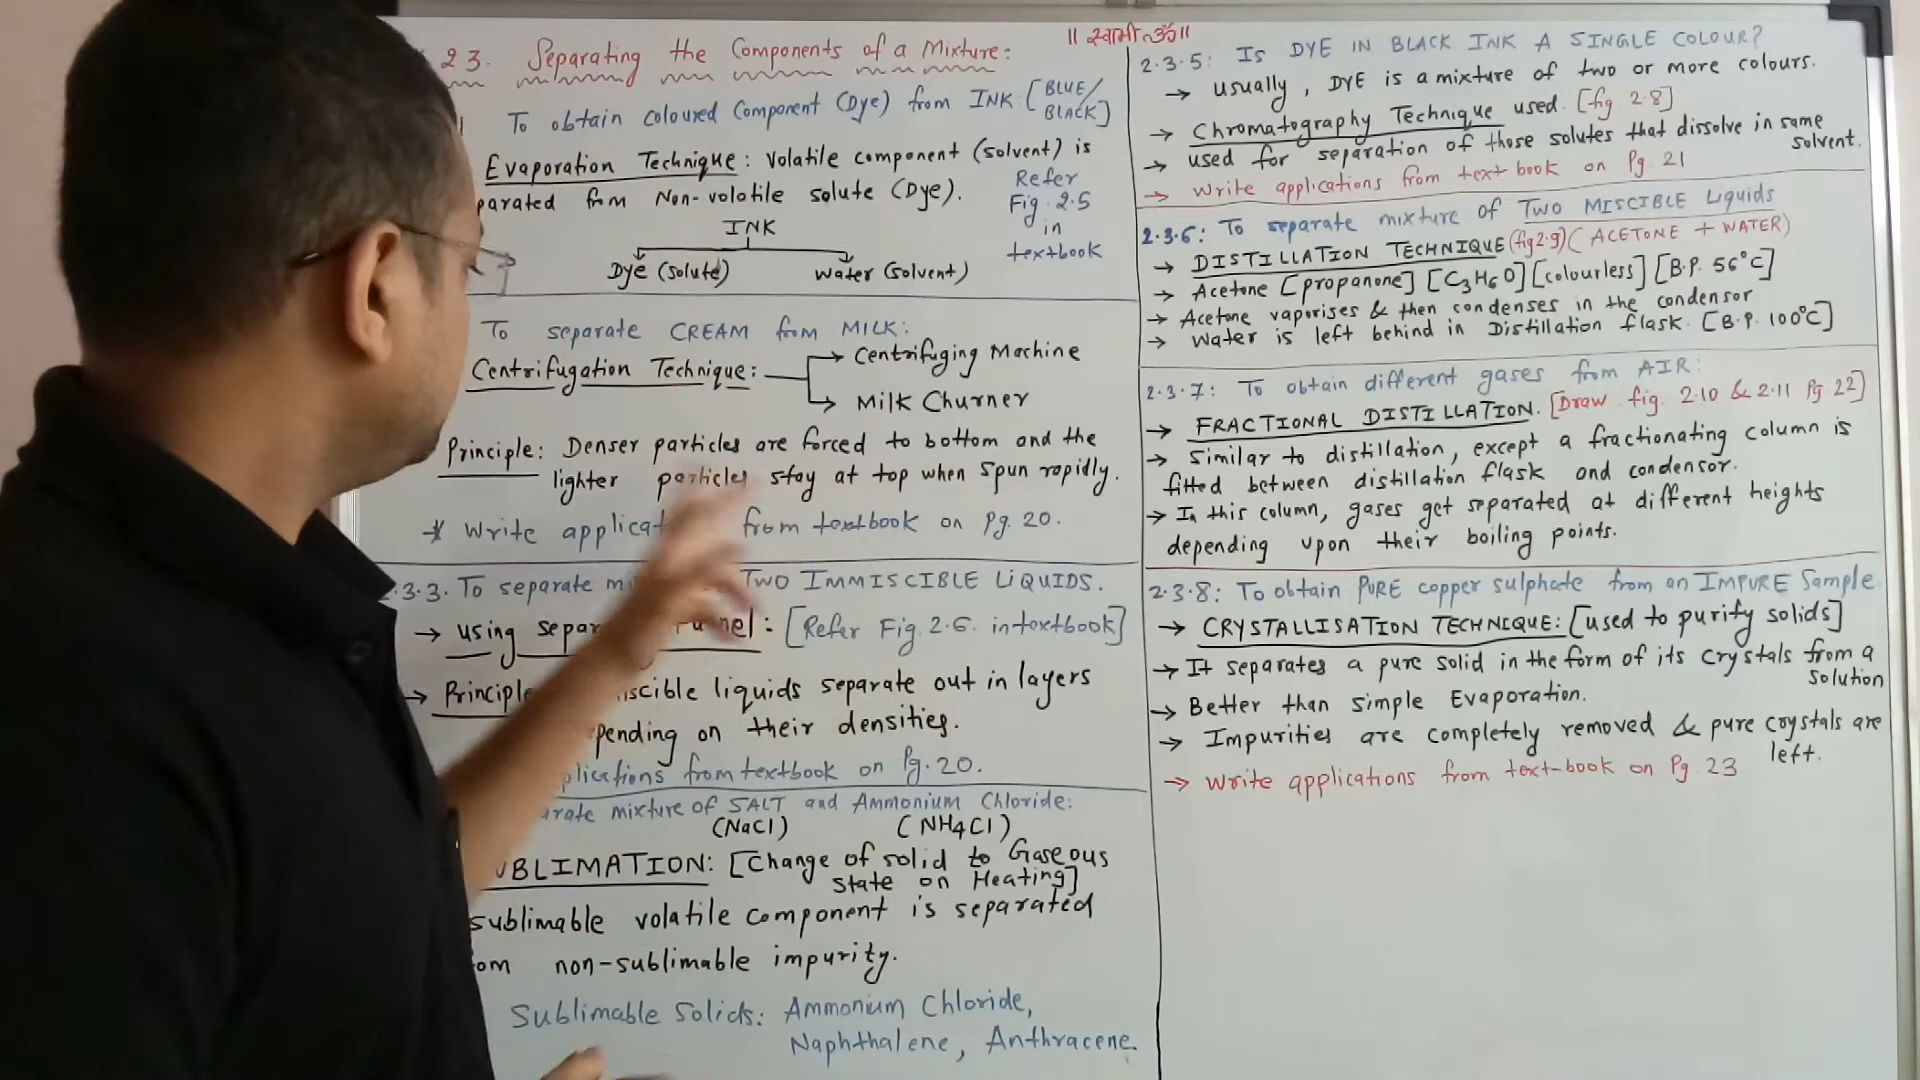 || स्वामी ॐ ||
23. Separating the Components of a Mixture:
To obtain coloured Component (Dye) from INK: [BLUE/BLACK]
Evaporation Technique: Volatile component (solvent) is
parated from Non-volatile solute (Dye).
Refer
Fig. 2.5
in
textbook
INK
Dye (solute) Water (solvent)
To separate CREAM from MILK:
Centrifugation Technique: → Centrifuging Machine
→ Milk Churner
Principle: Denser particles are forced to bottom and the
lighter particles stay at top when spun rapidly.
* Write applicat from textbook on Pg. 20.
.3.3. To separate mi TWO IMMISCIBLE LiQUIDS.
→ using separ Funnel: [Refer Fig. 2.6. in textbook]
→ Principle iscible liquids separate out in layers
pending on their densities.
plications from textbook on Pg. 20.
arate mixture of SALT and Ammonium Chloride:
(NaCl) (NH4Cl)
UBLIMATION: [Change of solid to Gaseous
state on Heating]
sublimable volatile component is separated
om non-sublimable impurity.
Sublimable Solids: Ammonium Chloride,
Naphthalene, Anthracene.
2.3.5: Is DYE IN BLACK INK A SINGLE COLOUR?
→ usually, DYE is a mixture of two or more colours.
→ Chromatography Technique used. [fig. 2.8]
→ used for separation of those solutes that dissolve in same
solvent.
→ Write applications from text book on Pg. 21
2.3.6: To separate mixture of TWO MISCIBLE Liquids
→ DISTILLATION TECHNIQUE (fig 2.9) (ACETONE + WATER)
→ Acetone [propanone] [C3H6O] [colourless] [B.P. 56°C]
→ Acetone vaporises & then condenses in the condensor
→ Water is left behind in Distillation flask. [B.P. 100°C]
2.3.7: To obtain different gases from AIR:
→ FRACTIONAL DISTILLATION. [Draw fig. 2.10 & 2.11 Pg 22]
→ Similar to distillation, except a fractionating column is
fitted between distillation flask and condensor.
→ In this column, gases get separated at different heights
depending upon their boiling points.
2.3.8: To obtain PURE copper sulphate from an IMPURE Sample
→ CRYSTALLISATION TECHNIQUE: [used to purify solids]
→ It separates a pure solid in the form of its crystals from a
solution
→ Better than simple Evaporation.
→ Impurities are completely removed & pure crystals are
left.
→ Write applications from text-book on Pg 23